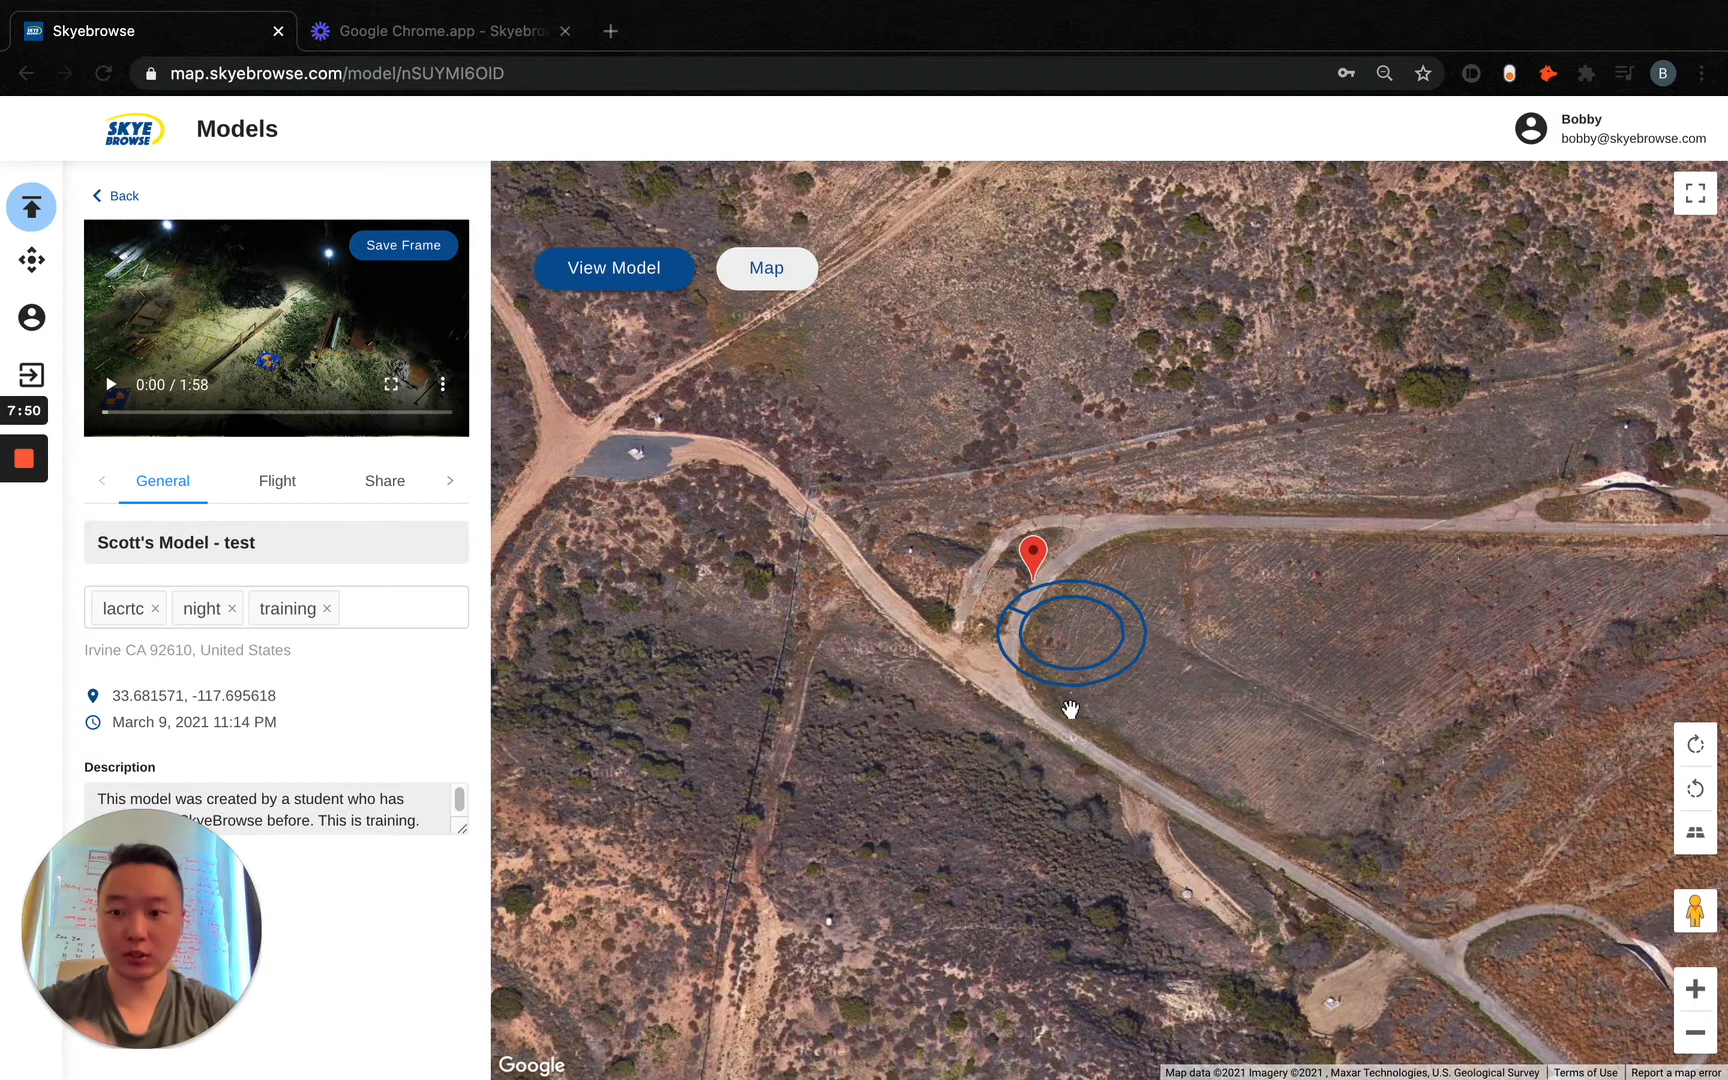 Skyebrowse
Google Chrome.app - Skyebro
map.skyebrowse.com/model/nSUYMI6OlD
B
SKYE
BROWSE
Models
Bobby
bobby@skyebrowse.com
Back
Save Frame
0:00 / 1:58
View Model
Map
7:50
General
Flight
Share
Scott's Model - test
lacrtc ×
night ×
training ×
Irvine CA 92610, United States
33.681571, -117.695618
March 9, 2021 11:14 PM
Description
This model was created by a student who has
SkyeBrowse before. This is training.
Google
Map data ©2021 Imagery ©2021 , Maxar Technologies, U.S. Geological Survey
Terms of Use
Report a map error